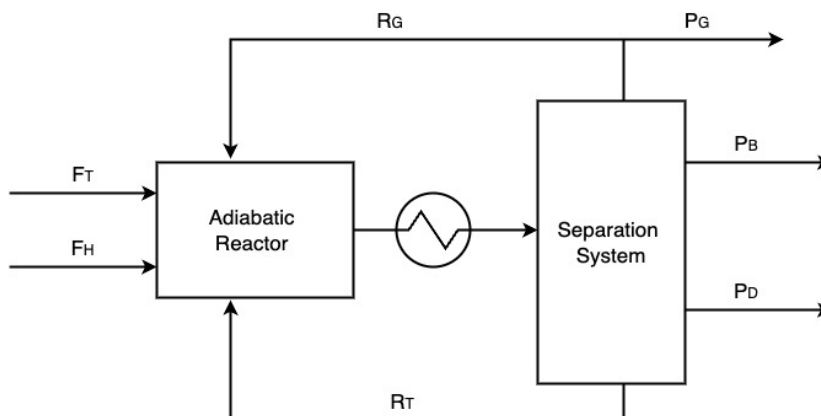 RG
PG
FT
FH
Adiabatic
Reactor
Separation
System
PB
PD
RT